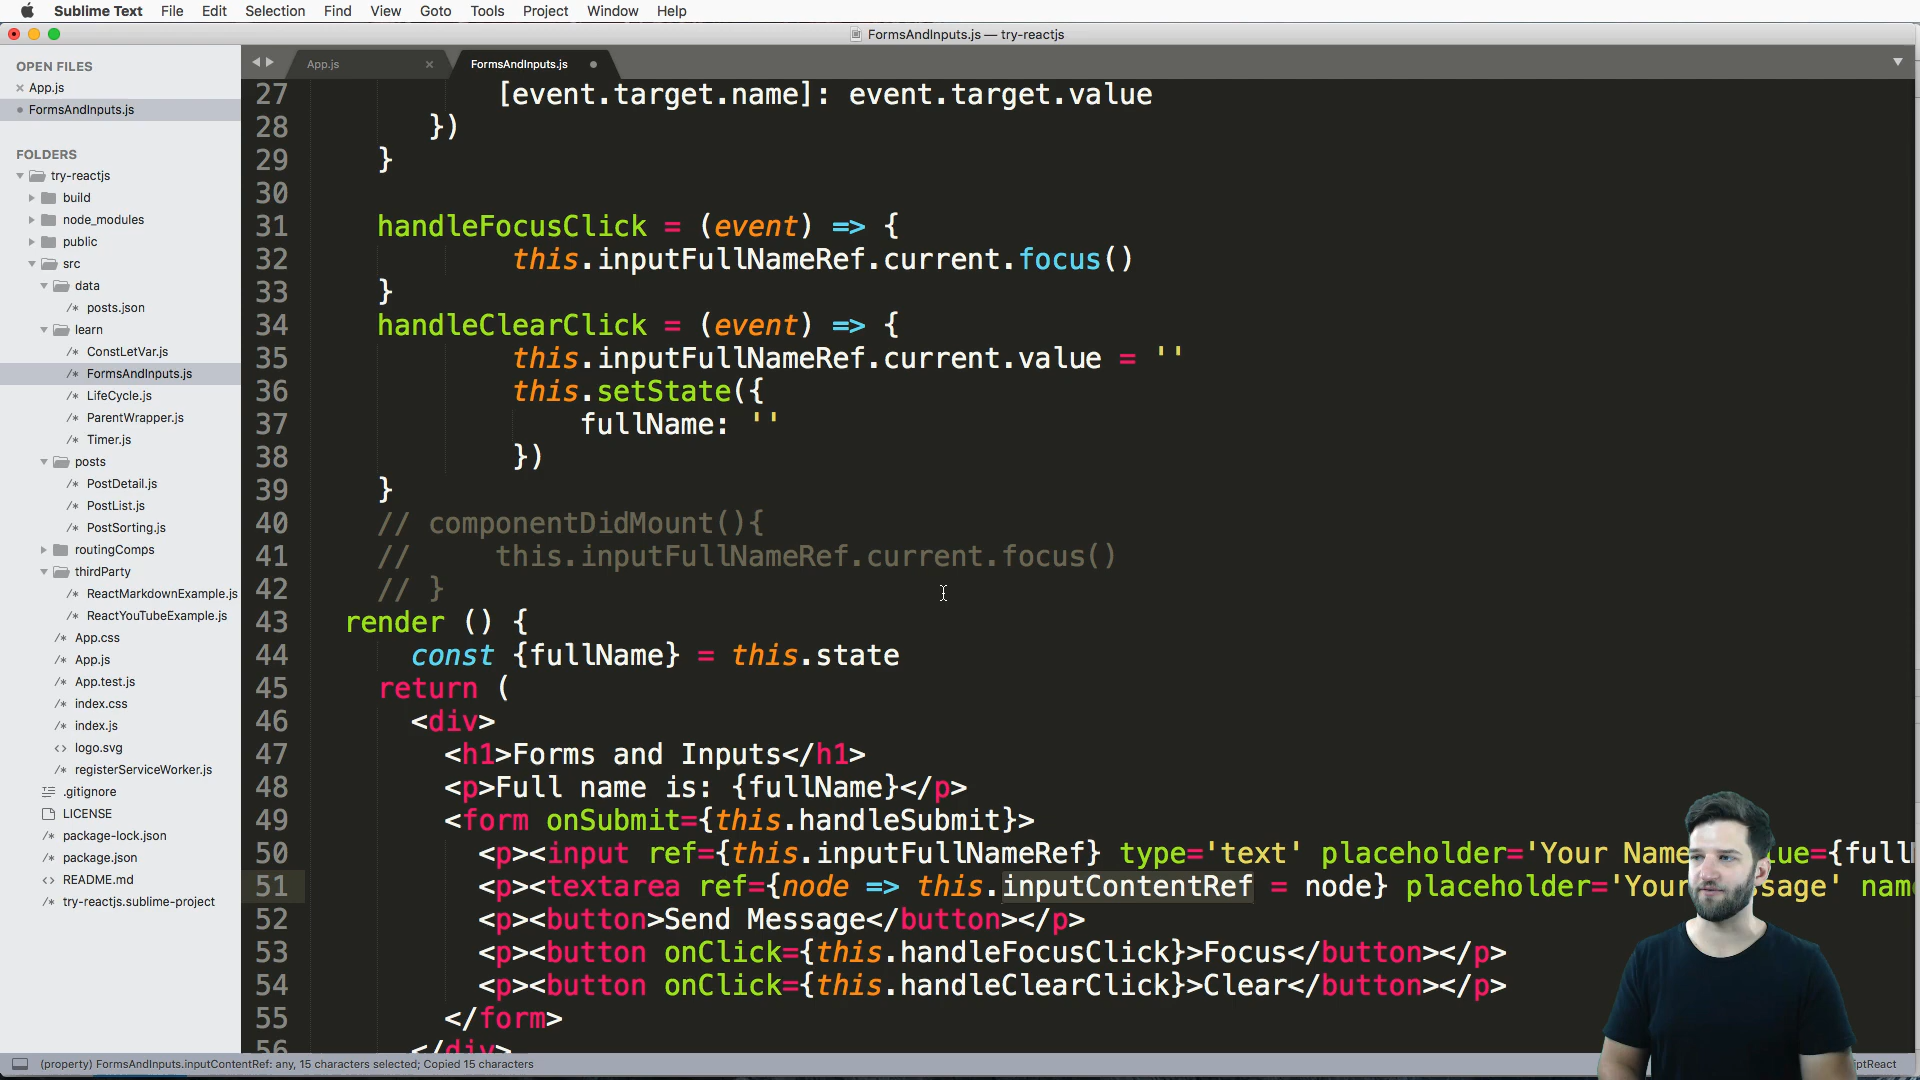 Sublime Text File Edit Selection Find View Goto Tools Project Window Help
FormsAndInputs.js — try-reactjs
OPEN FILES
App.js
FormsAndInputs.js
FOLDERS
try-reactjs
build
node_modules
public
src
data
/* posts.json
learn
/* ConstLetVar.js
/* FormsAndInputs.js
/* LifeCycle.js
/* ParentWrapper.js
/* Timer.js
posts
/* PostDetail.js
/* PostList.js
/* PostSorting.js
routingComps
thirdParty
/* ReactMarkdownExample.js
/* ReactYouTubeExample.js
/* App.css
/* App.js
/* App.test.js
/* index.css
/* index.js
<> logo.svg
/* registerServiceWorker.js
.gitignore
LICENSE
/* package-lock.json
/* package.json
<> README.md
/* try-reactjs.sublime-project
App.js
FormsAndInputs.js
27 [event.target.name]: event.target.value
28 })
29 }
30
31 handleFocusClick = (event) => {
32 this.inputFullNameRef.current.focus()
33 }
34 handleClearClick = (event) => {
35 this.inputFullNameRef.current.value = ''
36 this.setState({
37 fullName: ''
38 })
39 }
40 // componentDidMount(){
41 // this.inputFullNameRef.current.focus()
42 // }
43 render () {
44 const {fullName} = this.state
45 return (
46 <div>
47 <h1>Forms and Inputs</h1>
48 <p>Full name is: {fullName}</p>
49 <form onSubmit={this.handleSubmit}>
50 <p><input ref={this.inputFullNameRef} type='text' placeholder='Your Name
51 <p><textarea ref={node => this.inputContentRef = node} placeholder='Your
52 <p><button>Send Message</button></p>
53 <p><button onClick={this.handleFocusClick}>Focus</button></p>
54 <p><button onClick={this.handleClearClick}>Clear</button></p>
55 </form>
56 </div>
(property) FormsAndInputs.inputContentRef: any, 15 characters selected; Copied 15 characters